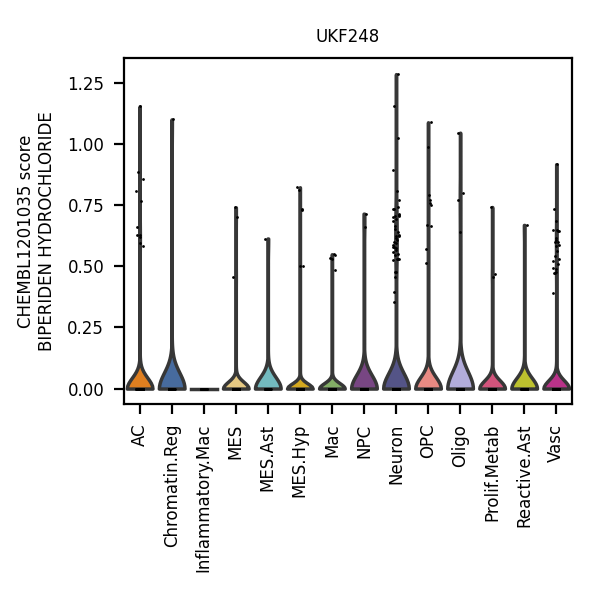 UKF248
CHEMBL1201035 score
BIPERIDEN HYDROCHLORIDE
1.25
1.00
0.75
0.50
0.25
0.00
AC
Chromatin.Reg
Inflammatory.Mac
MES
MES.Ast
MES.Hyp
Mac
NPC
Neuron
OPC
Oligo
Prolif.Metab
Reactive.Ast
Vasc